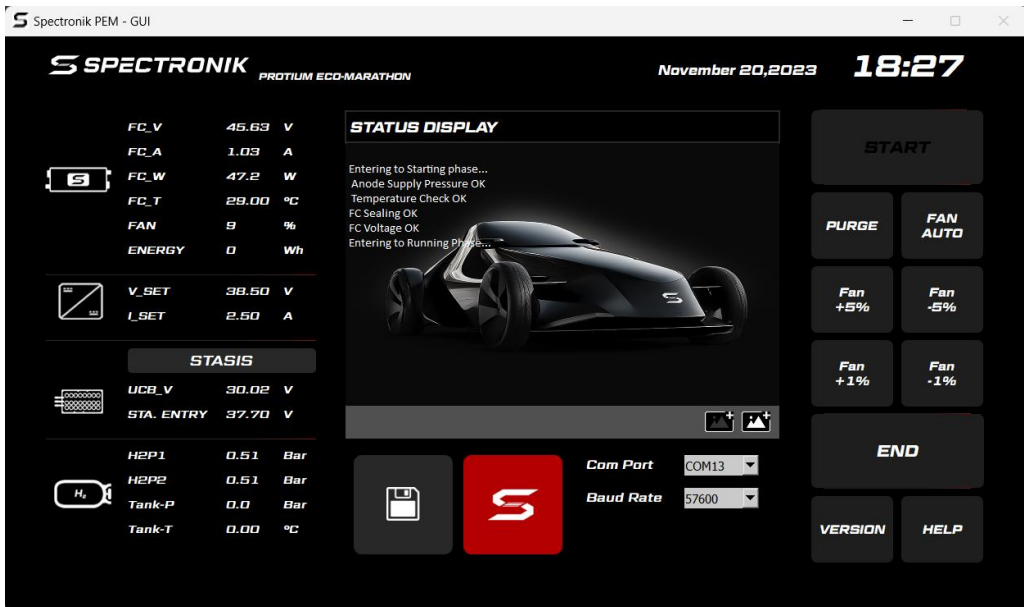 Spectronik PEM - GUI
SPECTRONIK PROTIUM ECO-MARATHON
November 20,2023 18:27
FC_V 45.63 V
FC_A 1.03 A
FC_W 47.2 W
FC_T 29.00 ºC
FAN 9 %
ENERGY 0 Wh
V_SET 38.50 V
I_SET 2.50 A
STASIS
UCB_V 30.02 V
STA. ENTRY 37.70 V
H2P1 0.51 Bar
H2P2 0.51 Bar
Tank-P 0.0 Bar
Tank-T 0.00 ºC
H₂
STATUS DISPLAY
Entering to Starting phase...
Anode Supply Pressure OK
Temperature Check OK
FC Sealing OK
FC Voltage OK
Entering to Running Phase...
Com Port COM13
Baud Rate 57600
START
PURGE
FAN
AUTO
Fan
+5%
Fan
-5%
Fan
+1%
Fan
-1%
END
VERSION
HELP